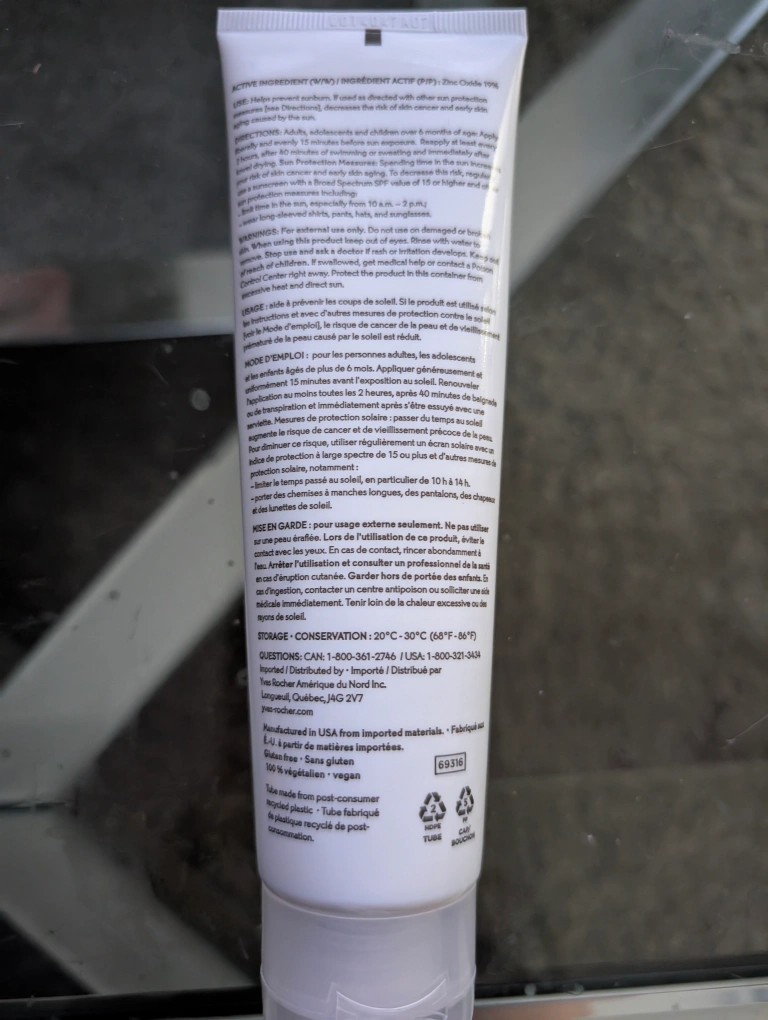 ACTIVE INGREDIENT (W/W) / INGRÉDIENT ACTIF (P/P) : Zinc Oxide 19%
USE: Helps prevent sunburn. If used as directed with other sun protection
measures [see Directions], decreases the risk of skin cancer and early skin
aging caused by the sun.
DIRECTIONS: Adults, adolescents and children over 6 months of age: Apply
liberally and evenly 15 minutes before sun exposure. Reapply at least every
2 hours, after 40 minutes of swimming or sweating and immediately after
towel drying. Sun Protection Measures: Spending time in the sun increases
your risk of skin cancer and early skin aging. To decrease this risk, regularly
use a sunscreen with a Broad Spectrum SPF value of 15 or higher and other
sun protection measures including:
- limit time in the sun, especially from 10 a.m. – 2 p.m.;
- wear long-sleeved shirts, pants, hats, and sunglasses.
WARNINGS: For external use only. Do not use on damaged or broken
skin. When using this product keep out of eyes. Rinse with water to
remove. Stop use and ask a doctor if rash or irritation develops. Keep out
of reach of children. If swallowed, get medical help or contact a Poison
Control Center right away. Protect the product in this container from
excessive heat and direct sun.
USAGE : aide à prévenir les coups de soleil. Si le produit est utilisé selon
les instructions et avec d'autres mesures de protection contre le soleil
[voir le Mode d'emploi], le risque de cancer de la peau et de vieillissement
prématuré de la peau causé par le soleil est réduit.
MODE D'EMPLOI : pour les personnes adultes, les adolescents
et les enfants âgés de plus de 6 mois. Appliquer généreusement et
uniformément 15 minutes avant l'exposition au soleil. Renouveler
l'application au moins toutes les 2 heures, après 40 minutes de baignade
ou de transpiration et immédiatement après s'être essuyé avec une
serviette. Mesures de protection solaire : passer du temps au soleil
augmente le risque de cancer et de vieillissement précoce de la peau.
Pour diminuer ce risque, utiliser régulièrement un écran solaire avec un
indice de protection à large spectre de 15 ou plus et d'autres mesures de
protection solaire, notamment :
- limiter le temps passé au soleil, en particulier de 10 h à 14 h.
- porter des chemises à manches longues, des pantalons, des chapeaux
et des lunettes de soleil.
MISE EN GARDE : pour usage externe seulement. Ne pas utiliser
sur une peau éraflée. Lors de l'utilisation de ce produit, éviter le
contact avec les yeux. En cas de contact, rincer abondamment à
l'eau. Arrêter l'utilisation et consulter un professionnel de la santé
en cas d'éruption cutanée. Garder hors de portée des enfants. En
cas d'ingestion, contacter un centre antipoison ou solliciter une aide
médicale immédiatement. Tenir loin de la chaleur excessive ou des
rayons de soleil.
STORAGE • CONSERVATION : 20°C - 30°C (68°F - 86°F)
QUESTIONS: CAN: 1-800-361-2746 / USA: 1-800-321-3434
Imported / Distributed by • Importé / Distribué par
Yves Rocher Amérique du Nord Inc.
Longueuil, Québec, J4G 2V7
yves-rocher.com
Manufactured in USA from imported materials. • Fabriqué aux
É.-U. à partir de matières importées.
Gluten free • Sans gluten
100 % végétalien • vegan
69316
Tube made from post-consumer
recycled plastic • Tube fabriqué
de plastique recyclé de post-
consommation.
2
HDPE
TUBE
5
PP
CAP/
BOUCHON